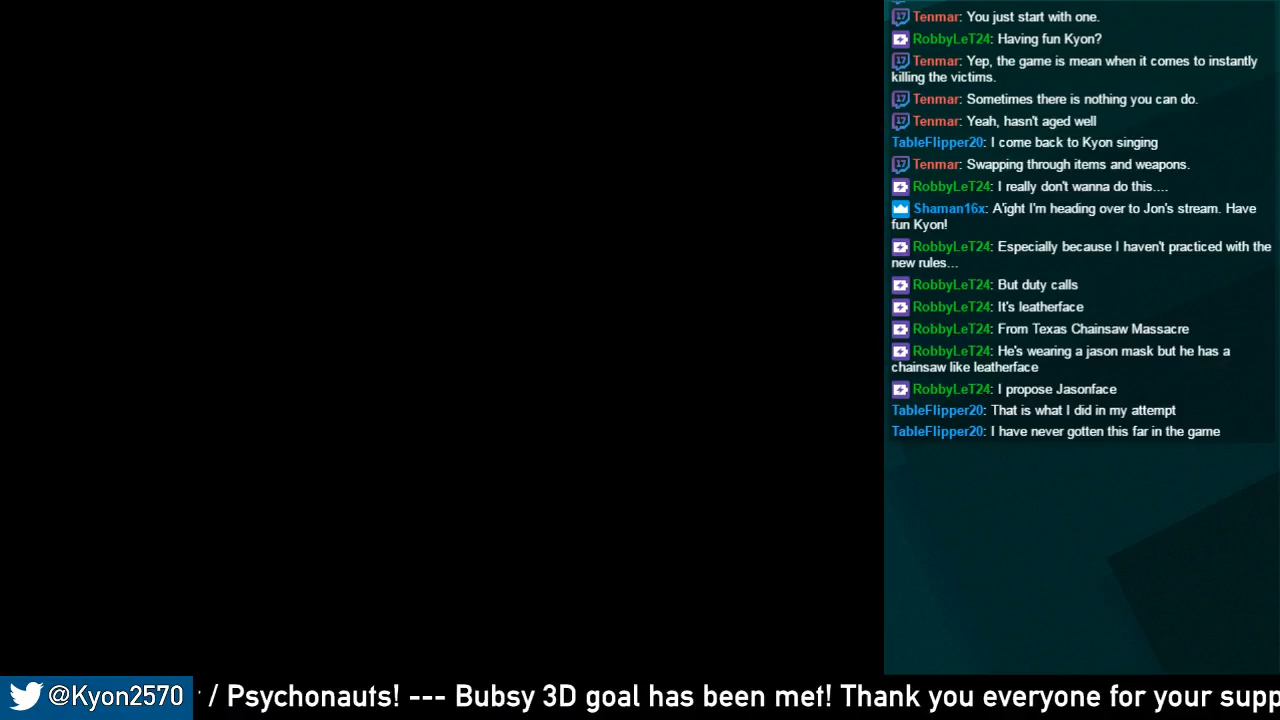 Tenmar: You just start with one.
RobbyLeT24: Having fun Kyon?
Tenmar: Yep, the game is mean when it comes to instantly
killing the victims.
Tenmar: Sometimes there is nothing you can do.
Tenmar: Yeah, hasn't aged well
TableFlipper20: I come back to Kyon singing
Tenmar: Swapping through items and weapons.
RobbyLeT24: I really don't wanna do this....
Shaman16x: A'ight I'm heading over to Jon's stream. Have
fun Kyon!
RobbyLeT24: Especially because I haven't practiced with the
new rules...
RobbyLeT24: But duty calls
RobbyLeT24: It's leatherface
RobbyLeT24: From Texas Chainsaw Massacre
RobbyLeT24: He's wearing a jason mask but he has a
chainsaw like leatherface
RobbyLeT24: I propose Jasonface
TableFlipper20: That is what I did in my attempt
TableFlipper20: I have never gotten this far in the game
@Kyon2570 / Psychonauts! --- Bubsy 3D goal has been met! Thank you everyone for your supp